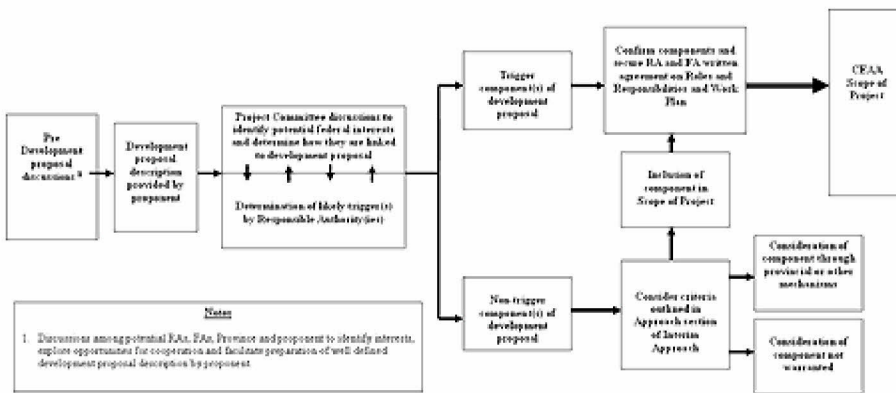 Pre
Development
proposal
discussions
Development
proposal
description
provided by
proponent
Project Committee discussions to
identify potential federal interests
and determine how they are linked
to development proposal
Determination of likely trigger(s)
by Responsible Authority(ies)
Trigger
component(s) of
development
proposal
Confirm components and
secure RA and FA written
agreement on Roles and
Responsibilities and Work
Plan
CEAA
Scope of
Project
Inclusion of
component in
Scope of Project
Non-trigger
component(s) of
development
proposal
Consider criteria
outlined in
Approach section
of Interim
Approach
Consideration of
component through
provincial or other
mechanisms
Consideration of
component not
warranted
Notes
1. Discussions among potential RAs, FAs, Province and proponent to identify interests,
explore opportunities for cooperation and facilitate preparation of well defined
development proposal description by proponent